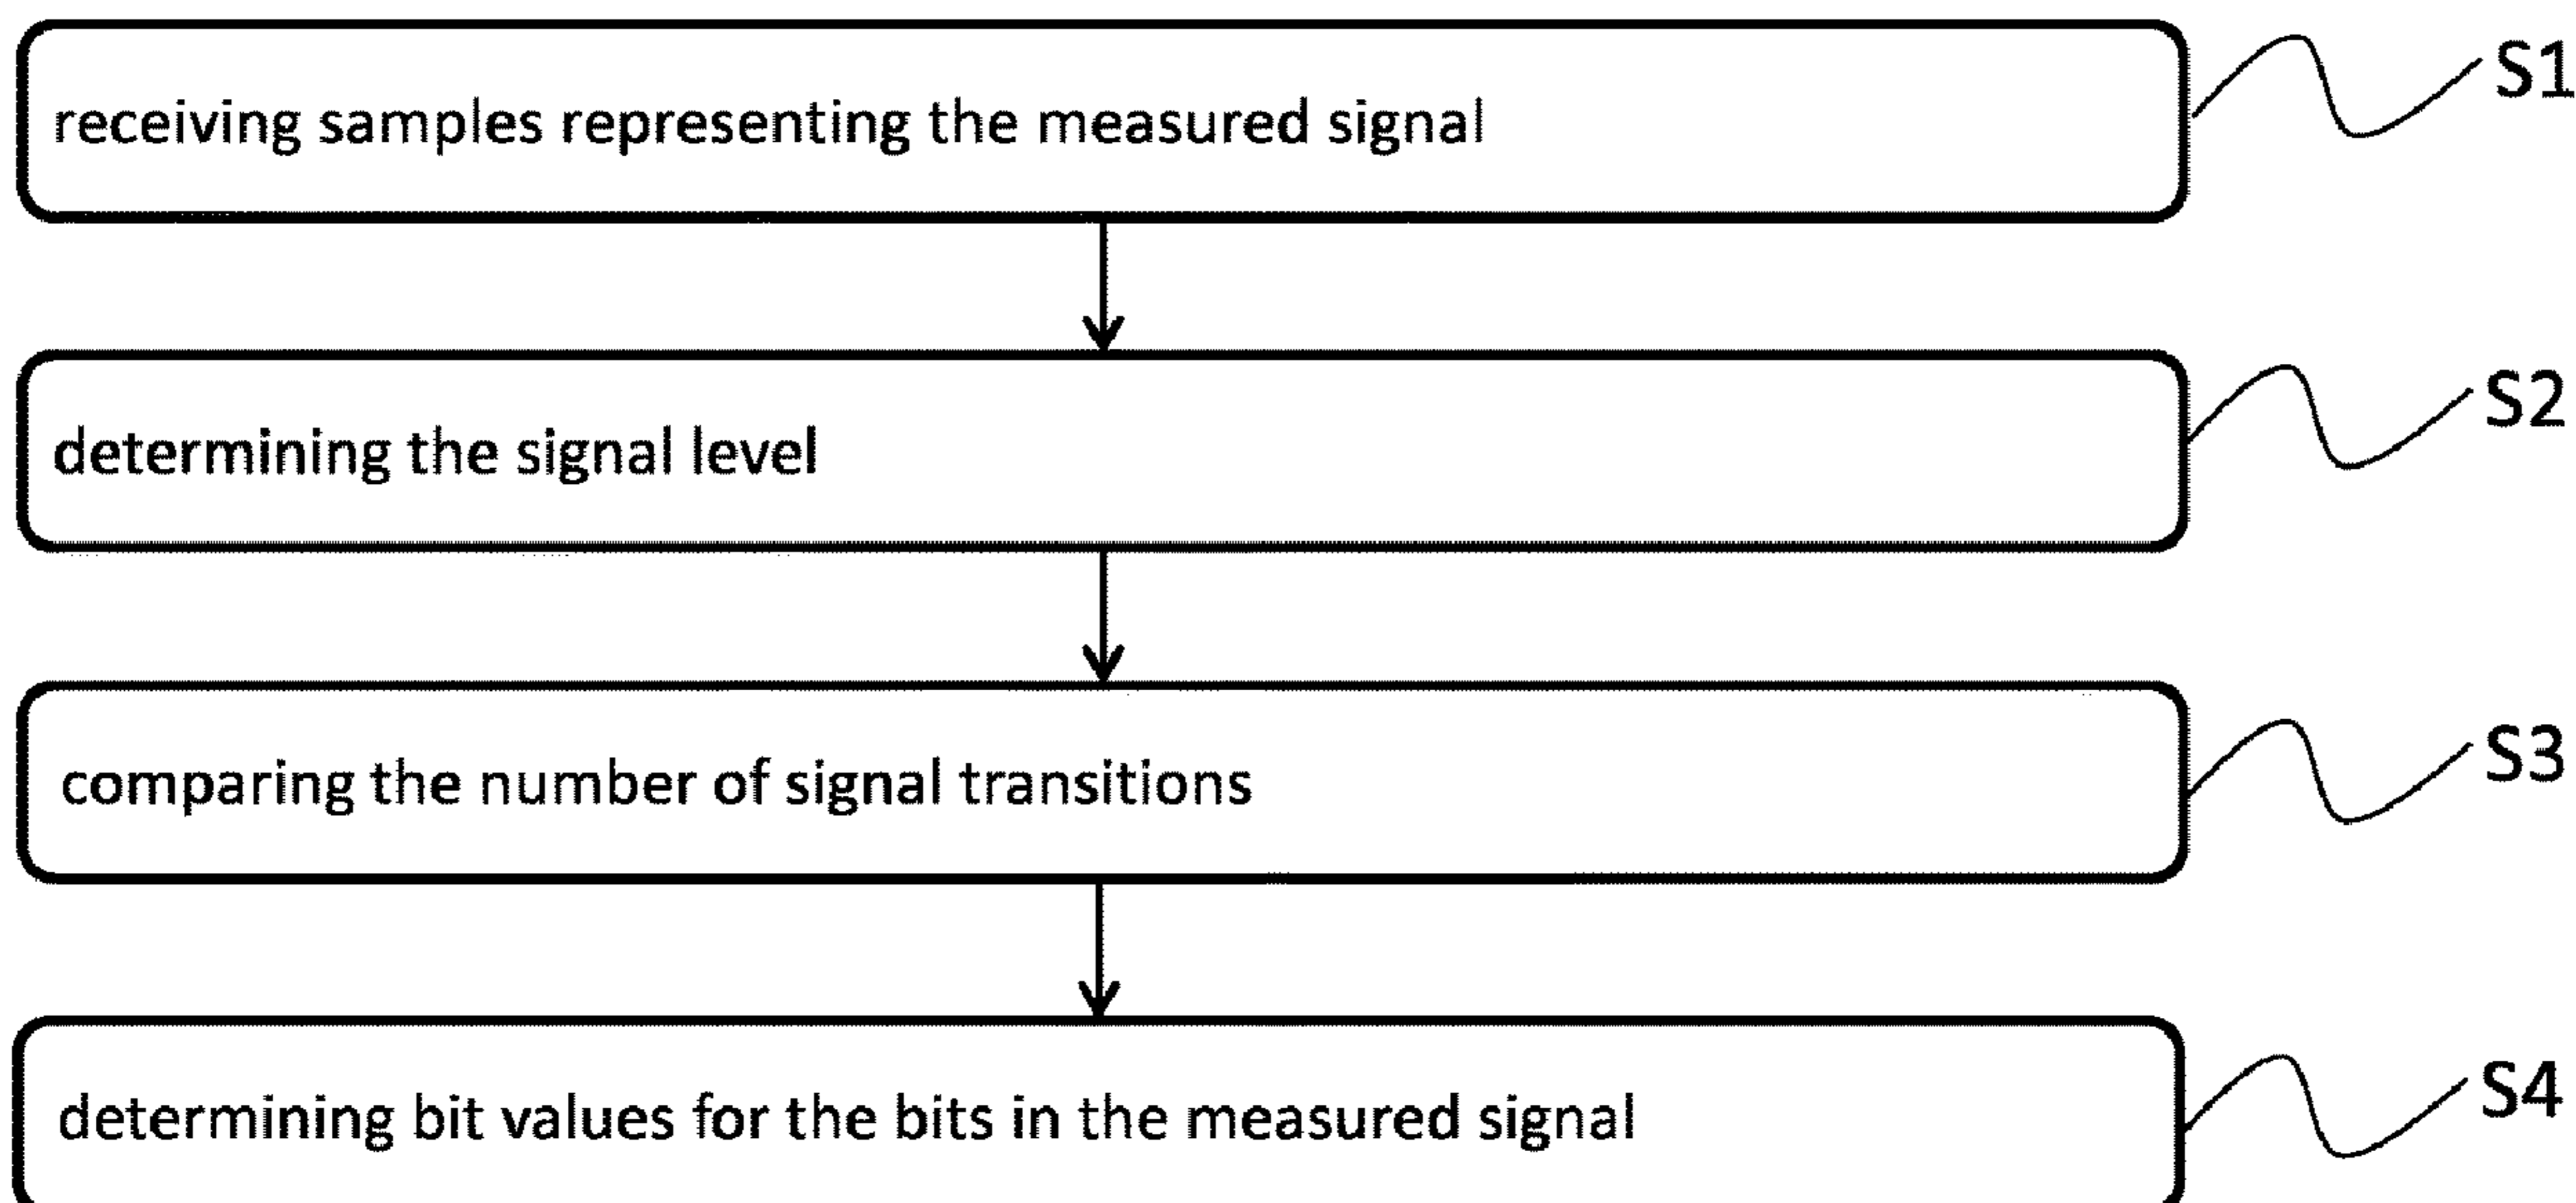 receiving samples representing the measured signal
S1
determining the signal level
S2
comparing the number of signal transitions
S3
determining bit values for the bits in the measured signal
S4